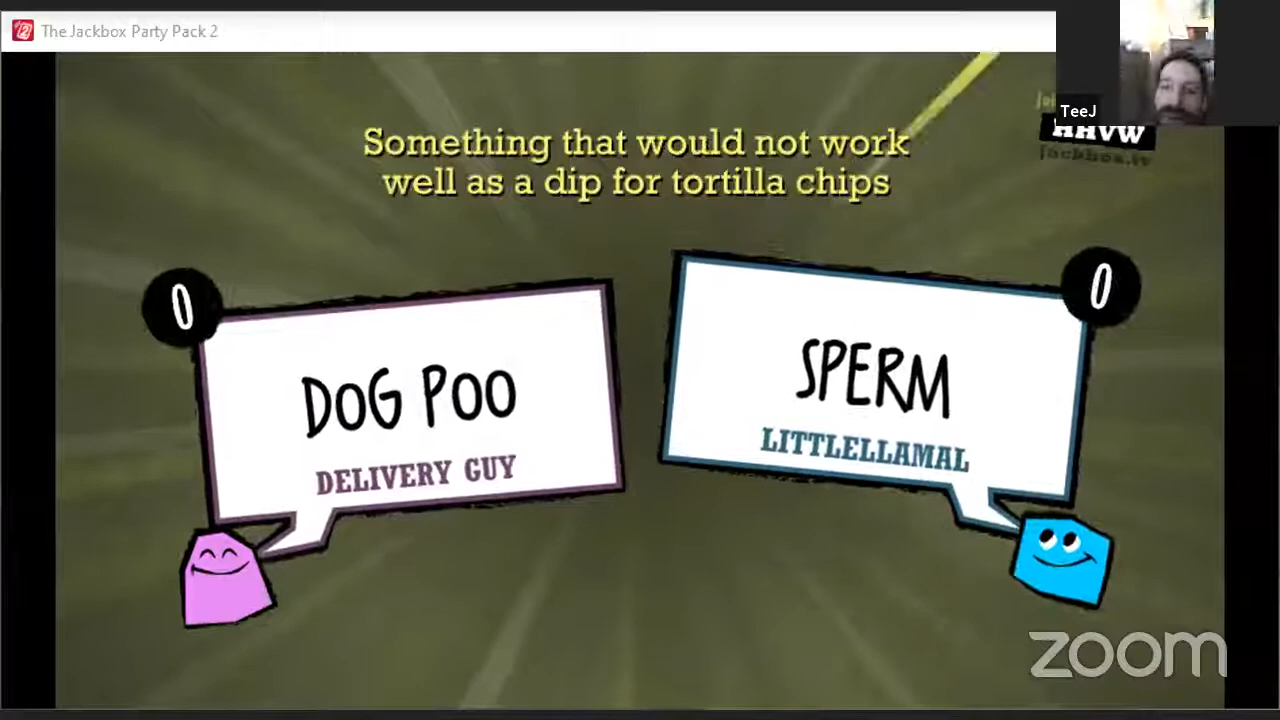 The Jackbox Party Pack 2
TeeJ
HHVW
jackbox.tv
Something that would not work
well as a dip for tortilla chips
0
0
DOG POO
SPERM
DELIVERY GUY
LITTLELLAMAL
zoom